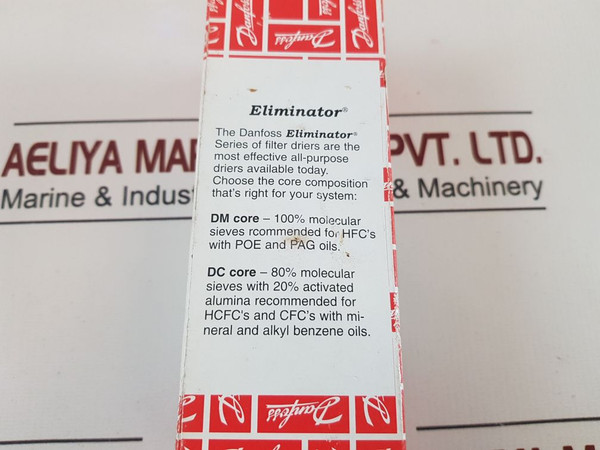 Danfoss
Danfoss
Danfoss
Eliminator®
The Danfoss Eliminator®
Series of filter driers are the
most effective all-purpose
driers available today.
Choose the core composition
that's right for your system:
DM core – 100% molecular
sieves rcommended for HFC's
with POE and PAG oils.
DC core – 80% molecular
sieves with 20% activated
alumina recommended for
HCFC's and CFC's with mi-
neral and alkyl benzene oils.
Danfoss
AELIYA MAR
PVT. LTD.
Marine & Indus
& Machinery